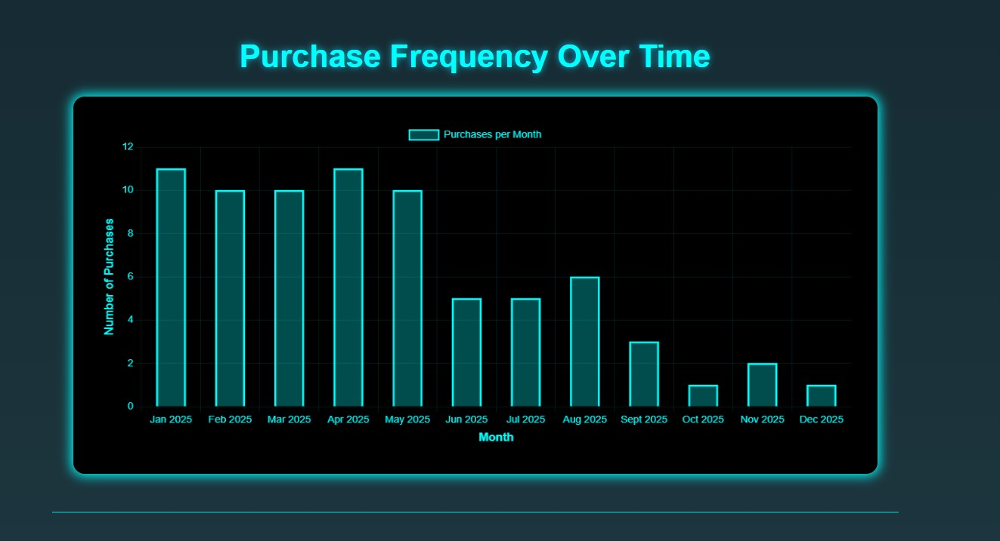 Purchase Frequency Over Time
Purchases per Month
Number of Purchases
12
10
8
6
4
2
0
Jan 2025 Feb 2025 Mar 2025 Apr 2025 May 2025 Jun 2025 Jul 2025 Aug 2025 Sept 2025 Oct 2025 Nov 2025 Dec 2025
Month